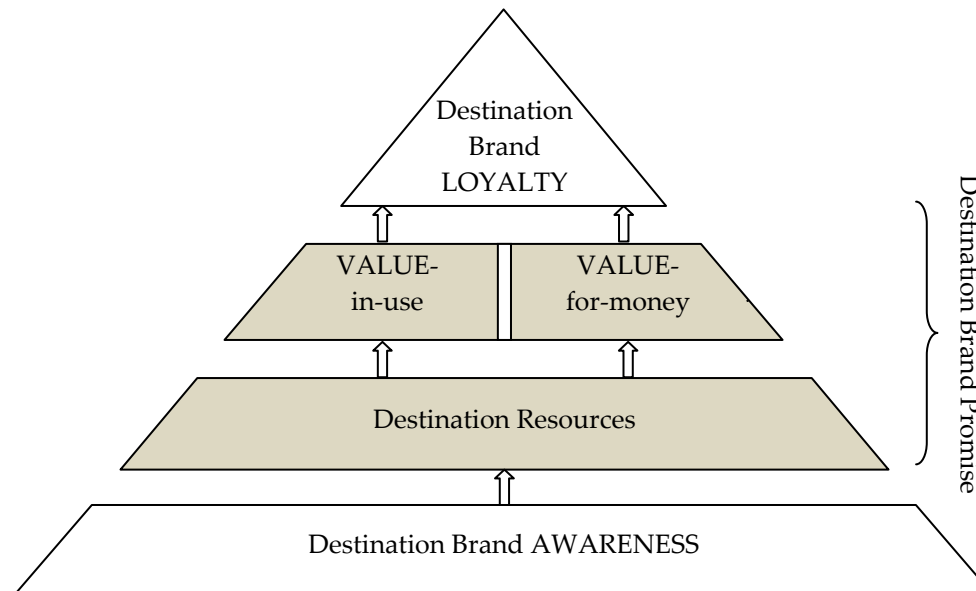 Destination
Brand
LOYALTY
VALUE-
in-use
VALUE-
for-money
Destination Resources
Destination Brand AWARENESS
Destination Brand Promise